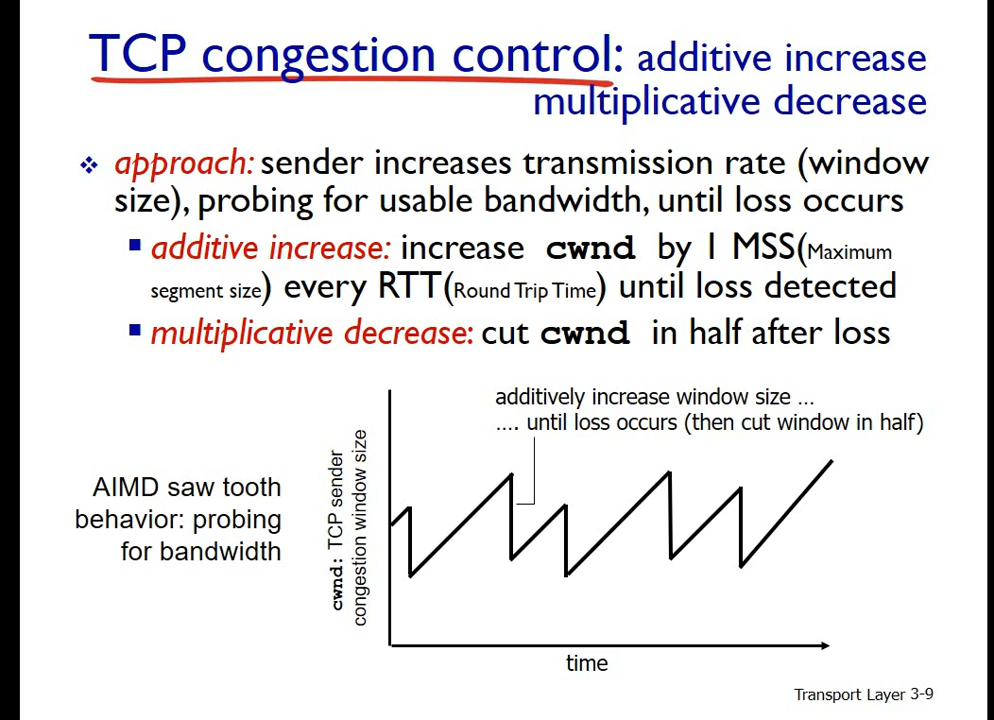 TCP congestion control: additive increase
multiplicative decrease
approach: sender increases transmission rate (window
size), probing for usable bandwidth, until loss occurs
additive increase: increase cwnd by 1 MSS(Maximum
segment size) every RTT(Round Trip Time) until loss detected
multiplicative decrease: cut cwnd in half after loss
additively increase window size …
…. until loss occurs (then cut window in half)
AIMD saw tooth
behavior: probing
for bandwidth
cwnd: TCP sender
congestion window size
time
Transport Layer 3-9